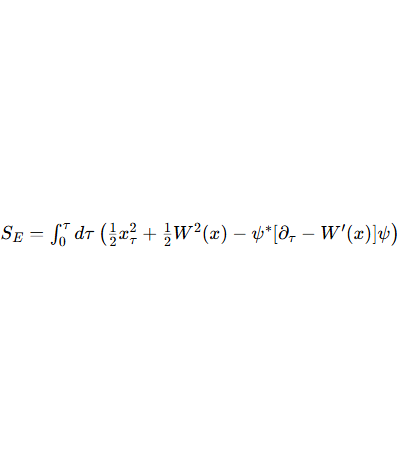 $S_E = \int_0^\tau d\tau \left( \frac{1}{2} x_\tau^2 + \frac{1}{2} W^2(x) - \psi^* [\partial_\tau - W'(x)] \psi \right)$